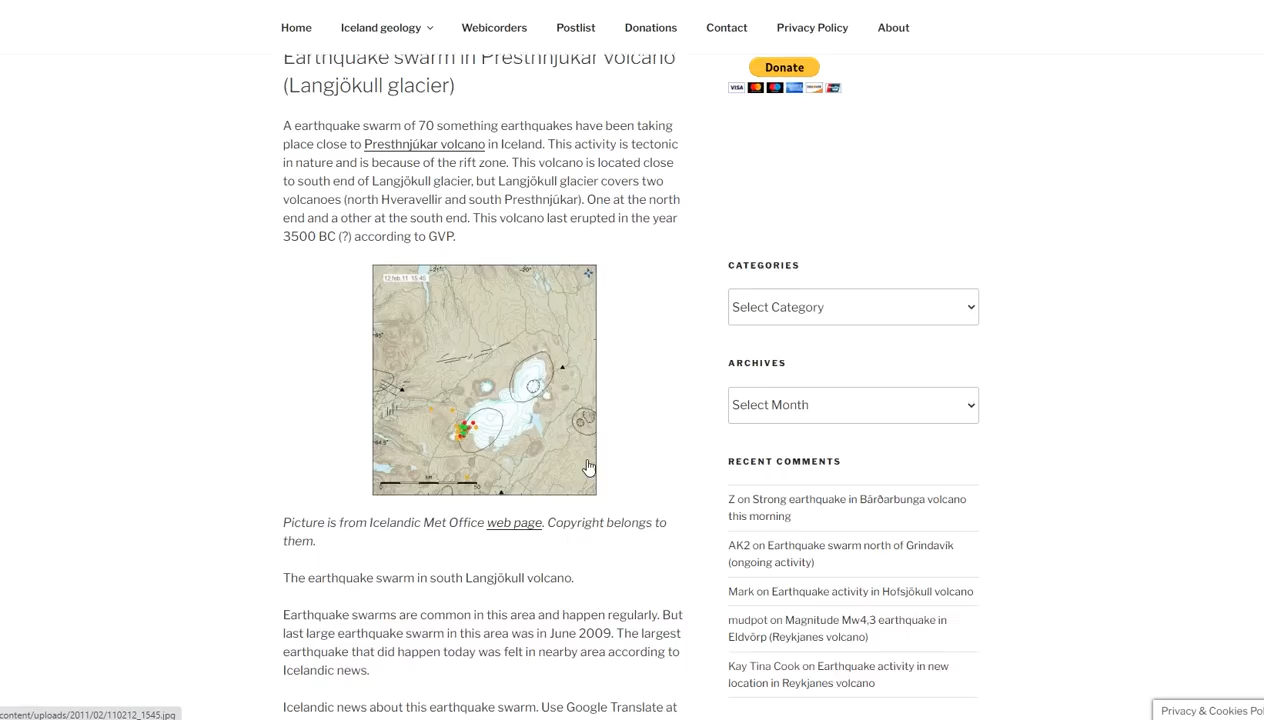 Home
Iceland geology
Webicorders
Postlist
Donations
Contact
Privacy Policy
About
Earthquake swarm in Presthnjúkar volcano
(Langjökull glacier)
A earthquake swarm of 70 something earthquakes have been taking
place close to Presthnjúkar volcano in Iceland. This activity is tectonic
in nature and is because of the rift zone. This volcano is located close
to south end of Langjökull glacier, but Langjökull glacier covers two
volcanoes (north Hveravellir and south Presthnjúkar). One at the north
end and a other at the south end. This volcano last erupted in the year
3500 BC (?) according to GVP.
12 feb 11 15:45
km
0 50
Picture is from Icelandic Met Office web page. Copyright belongs to
them.
The earthquake swarm in south Langjökull volcano.
Earthquake swarms are common in this area and happen regularly. But
last large earthquake swarm in this area was in June 2009. The largest
earthquake that did happen today was felt in nearby area according to
Icelandic news.
Icelandic news about this earthquake swarm. Use Google Translate at
Donate
VISA
CATEGORIES
Select Category
ARCHIVES
Select Month
RECENT COMMENTS
Z on Strong earthquake in Bárðarbunga volcano
this morning
AK2 on Earthquake swarm north of Grindavík
(ongoing activity)
Mark on Earthquake activity in Hofsjökull volcano
mudpot on Magnitude Mw4,3 earthquake in
Eldvörp (Reykjanes volcano)
Kay Tina Cook on Earthquake activity in new
location in Reykjanes volcano
content/uploads/2011/02/110212_1545.jpg
Privacy & Cookies Pol